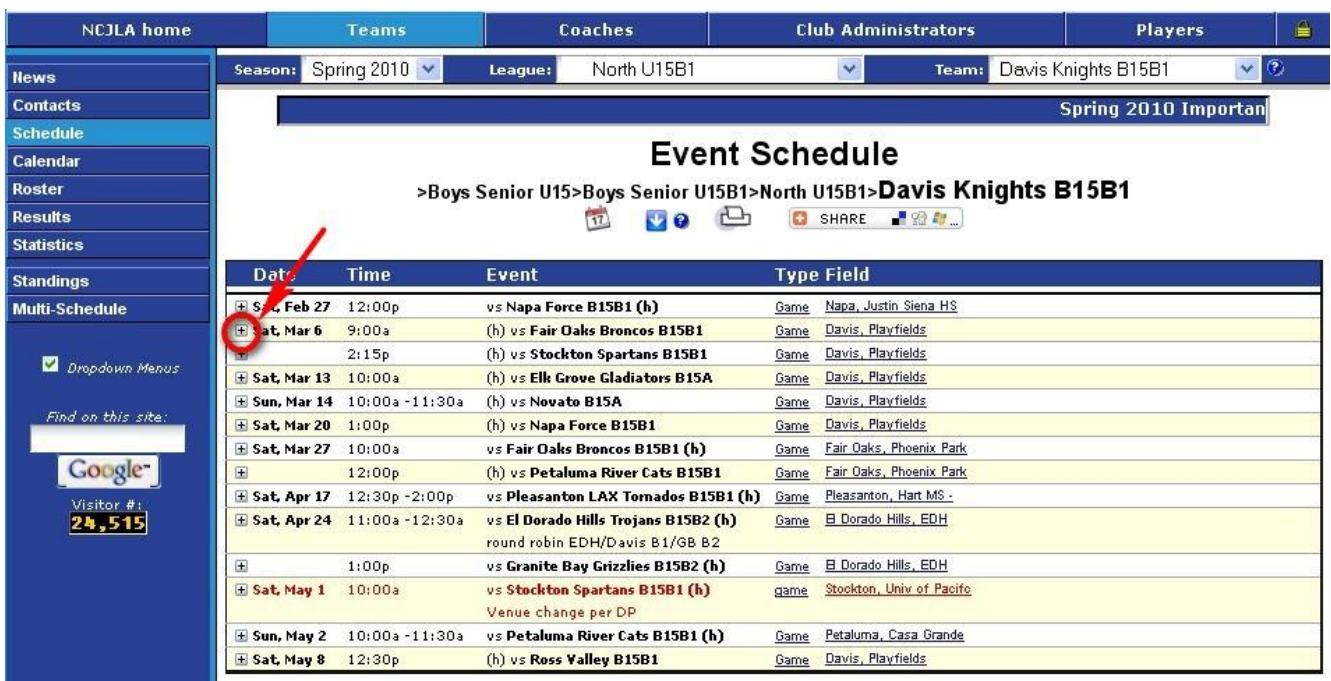 NCJLA home Teams Coaches Club Administrators Players
Season: Spring 2010 League: North U15B1 Team: Davis Knights B15B1 ?
News
Contacts
Schedule
Calendar
Roster
Results
Statistics
Standings
Multi-Schedule
Dropdown Menus
Find on this site:
Google
Visitor #:
24,515
Spring 2010 Importan
Event Schedule
>Boys Senior U15>Boys Senior U15B1>North U15B1>Davis Knights B15B1
17 ? SHARE ...
Date Time Event Type Field
Sat, Feb 27 12:00p vs Napa Force B15B1 (h) Game Napa, Justin Siena HS
Sat, Mar 6 9:00a (h) vs Fair Oaks Broncos B15B1 Game Davis, Playfields
2:15p (h) vs Stockton Spartans B15B1 Game Davis, Playfields
Sat, Mar 13 10:00a (h) vs Elk Grove Gladiators B15A Game Davis, Playfields
Sun, Mar 14 10:00a -11:30a (h) vs Novato B15A Game Davis, Playfields
Sat, Mar 20 1:00p (h) vs Napa Force B15B1 Game Davis, Playfields
Sat, Mar 27 10:00a vs Fair Oaks Broncos B15B1 (h) Game Fair Oaks, Phoenix Park
12:00p (h) vs Petaluma River Cats B15B1 Game Fair Oaks, Phoenix Park
Sat, Apr 17 12:30p -2:00p vs Pleasanton LAX Tornados B15B1 (h) Game Pleasanton, Hart MS -
Sat, Apr 24 11:00a -12:30a vs El Dorado Hills Trojans B15B2 (h) Game El Dorado Hills, EDH
round robin EDH/Davis B1/GB B2
1:00p vs Granite Bay Grizzlies B15B2 (h) Game El Dorado Hills, EDH
Sat, May 1 10:00a vs Stockton Spartans B15B1 (h) game Stockton, Univ of Pacifc
Venue change per DP
Sun, May 2 10:00a -11:30a vs Petaluma River Cats B15B1 (h) Game Petaluma, Casa Grande
Sat, May 8 12:30p (h) vs Ross Valley B15B1 Game Davis, Playfields